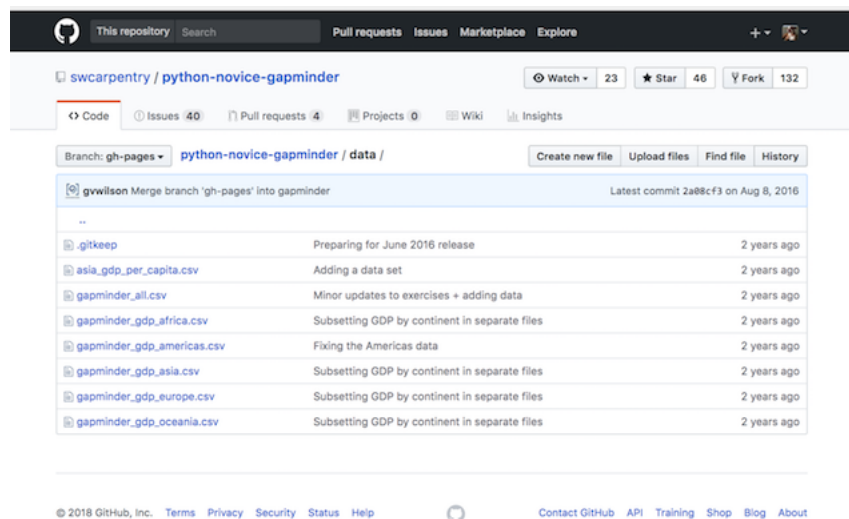 This repository Search Pull requests Issues Marketplace Explore
swcarpentry / python-novice-gapminder Watch 23 Star 46 Fork 132
Code Issues 40 Pull requests 4 Projects 0 Wiki Insights
Branch: gh-pages python-novice-gapminder / data / Create new file Upload files Find file History
gvwilson Merge branch 'gh-pages' into gapminder Latest commit 2a08cf3 on Aug 8, 2016
..
.gitkeep Preparing for June 2016 release 2 years ago
asia_gdp_per_capita.csv Adding a data set 2 years ago
gapminder_all.csv Minor updates to exercises + adding data 2 years ago
gapminder_gdp_africa.csv Subsetting GDP by continent in separate files 2 years ago
gapminder_gdp_americas.csv Fixing the Americas data 2 years ago
gapminder_gdp_asia.csv Subsetting GDP by continent in separate files 2 years ago
gapminder_gdp_europe.csv Subsetting GDP by continent in separate files 2 years ago
gapminder_gdp_oceania.csv Subsetting GDP by continent in separate files 2 years ago
© 2018 GitHub, Inc. Terms Privacy Security Status Help Contact GitHub API Training Shop Blog About